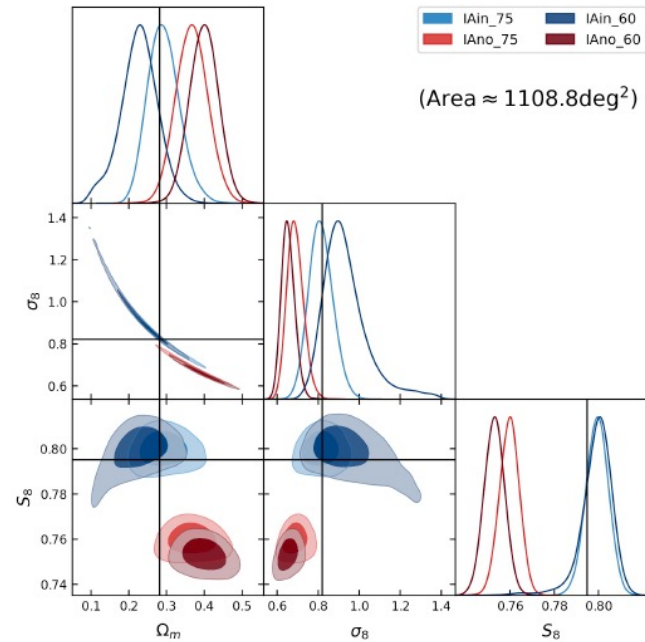 IAin_75 IAin_60
IAno_75 IAno_60
(Area ≈ 1108.8deg²)
1.4
1.2
σ₈
1.0
0.8
0.6
0.80
S₈
0.78
0.76
0.74
0.1 0.2 0.3 0.4 0.5 0.6 0.8 1.0 1.2 1.4 0.76 0.80
Ωₘ σ₈ S₈